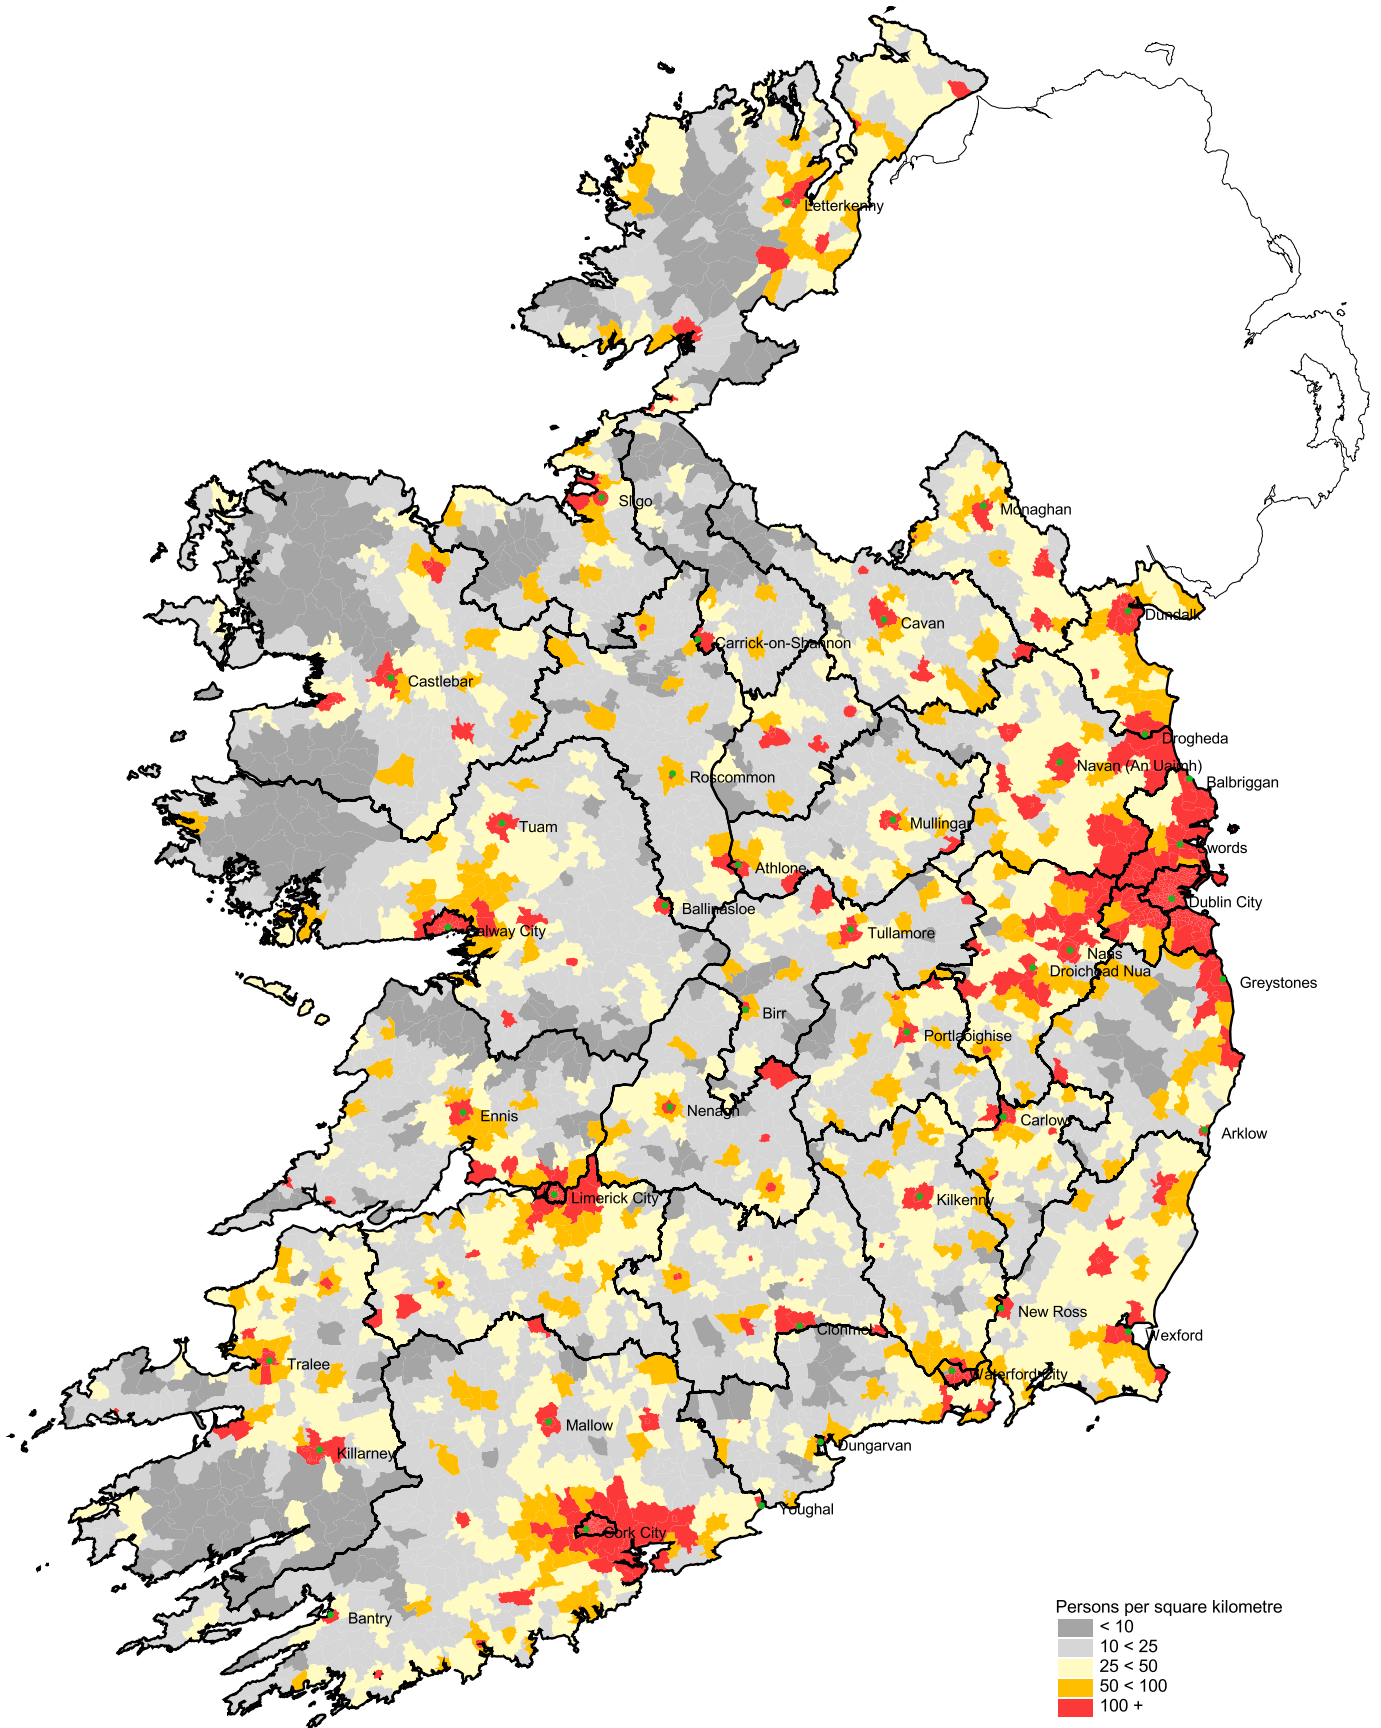 Letterkenny
Sligo
Monaghan
Dundalk
Cavan
Carrick-on-Shannon
Castlebar
Drogheda
Navan (An Uaimh)
Roscommon
Balbriggan
Mullingar
Tuam
Swords
Athlone
Dublin City
Ballinasloe
Galway City
Tullamore
Naas
Droichead Nua
Greystones
Birr
Portlaoighise
Nenagh
Ennis
Carlow
Arklow
Limerick City
Kilkenny
New Ross
Clonmel
Wexford
Tralee
Waterford City
Mallow
Dungarvan
Killarney
Youghal
Cork City
Bantry
Persons per square kilometre
< 10
10 < 25
25 < 50
50 < 100
100 +